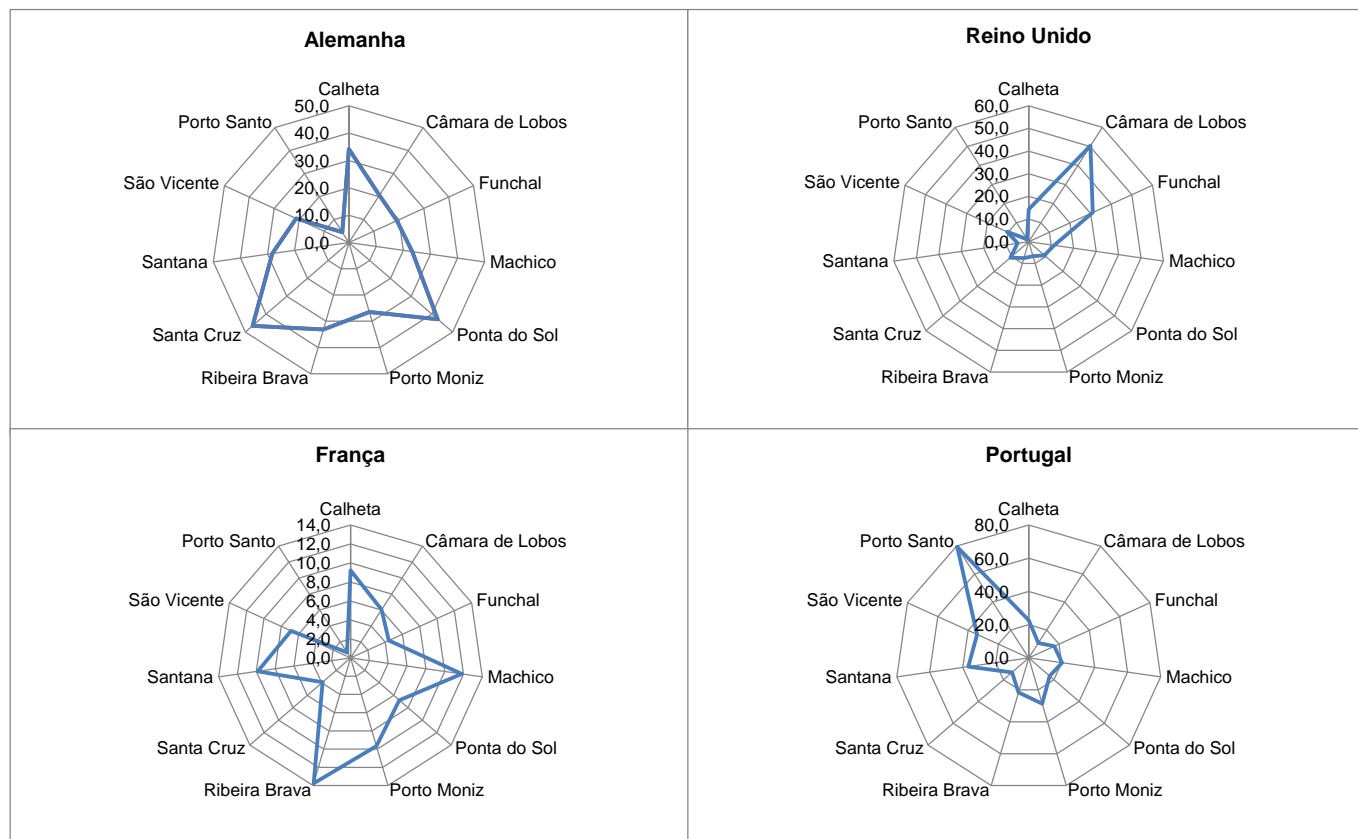 Alemanha
Calheta
Câmara de Lobos
Funchal
Machico
Ponta do Sol
Porto Moniz
Ribeira Brava
Santa Cruz
Santana
São Vicente
Porto Santo
50,0
40,0
30,0
20,0
10,0
0,0
Reino Unido
Calheta
Câmara de Lobos
Funchal
Machico
Ponta do Sol
Porto Moniz
Ribeira Brava
Santa Cruz
Santana
São Vicente
Porto Santo
60,0
50,0
40,0
30,0
20,0
10,0
0,0
França
Calheta
Câmara de Lobos
Funchal
Machico
Ponta do Sol
Porto Moniz
Ribeira Brava
Santa Cruz
Santana
São Vicente
Porto Santo
14,0
12,0
10,0
8,0
6,0
4,0
2,0
0,0
Portugal
Calheta
Câmara de Lobos
Funchal
Machico
Ponta do Sol
Porto Moniz
Ribeira Brava
Santa Cruz
Santana
São Vicente
Porto Santo
80,0
60,0
40,0
20,0
0,0